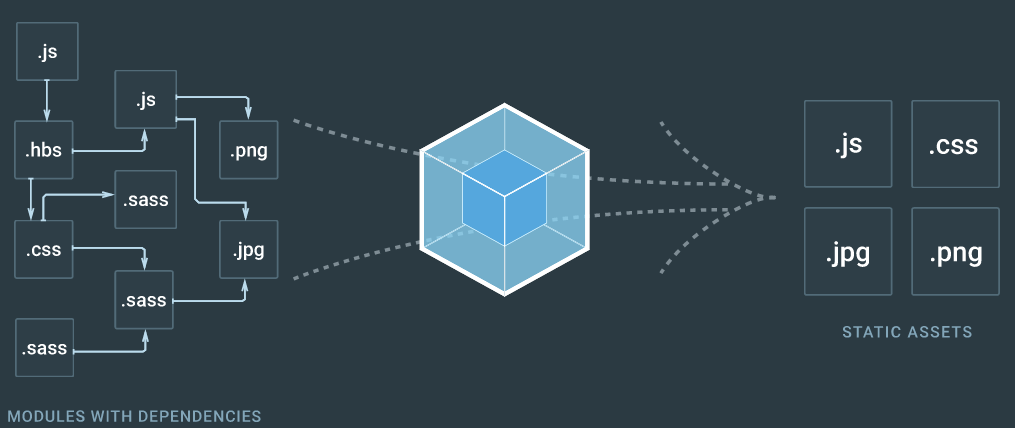 .js
.js
.hbs
.png
.sass
.css
.jpg
.sass
.sass
MODULES WITH DEPENDENCIES
.js
.css
.jpg
.png
STATIC ASSETS